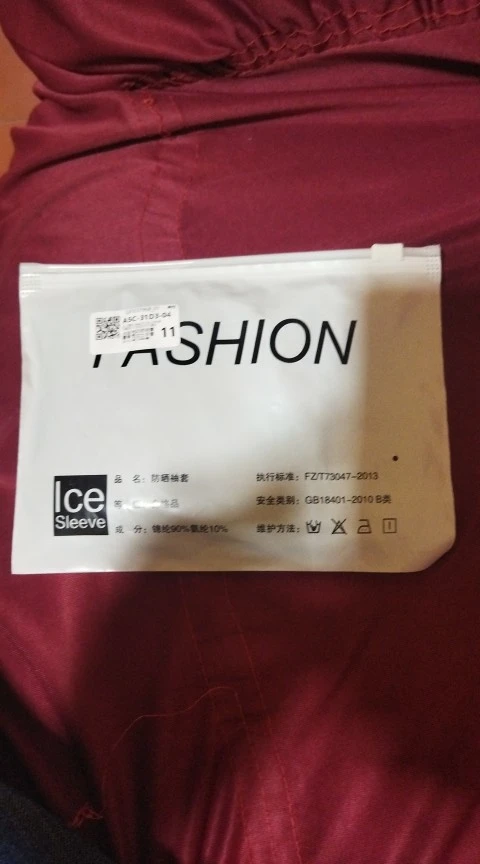 ASC-31D3-04
11
FASHION
Ice
Sleeve
品 名：防晒袖套
成 分：锦纶90%氨纶10%
执行标准：FZ/T73047-2013
安全类别：GB18401-2010 B类
维护方法：